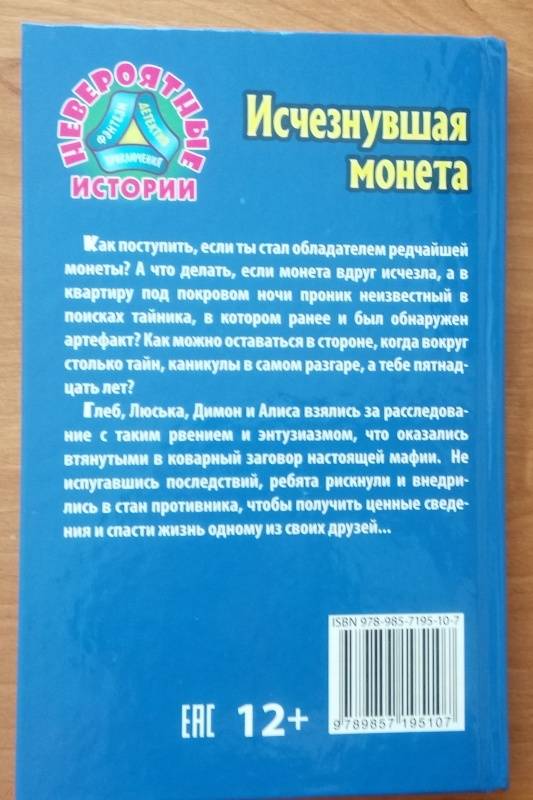 НЕВЕРОЯТНЫЕ
ФЭНТЕЗИ
ДЕТЕКТИВ
ПРИКЛЮЧЕНИЯ
ИСТОРИИ
Исчезнувшая
монета
Как поступить, если ты стал обладателем редчайшей
монеты? А что делать, если монета вдруг исчезла, а в
квартиру под покровом ночи проник неизвестный в
поисках тайника, в котором ранее и был обнаружен
артефакт? Как можно оставаться в стороне, когда вокруг
столько тайн, каникулы в самом разгаре, а тебе пятнад-
цать лет?
Глеб, Люська, Димон и Алиса взялись за расследова-
ние с таким рвением и энтузиазмом, что оказались
втянутыми в коварный заговор настоящей мафии. Не
испугавшись последствий, ребята рискнули и внедри-
лись в стан противника, чтобы получить ценные сведе-
ния и спасти жизнь одному из своих друзей...
ISBN 978-985-7195-10-7
9 789857 195107
EAC 12+